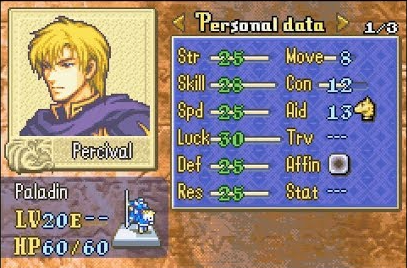 Personal data 1/3
Str 25 Move 8
Skill 28 Con 12
Spd 25 Aid 13
Luck 30 Trv ---
Def 25 Affin
Res 25 Stat ---
Percival
Paladin
LV20 E--
HP60/60